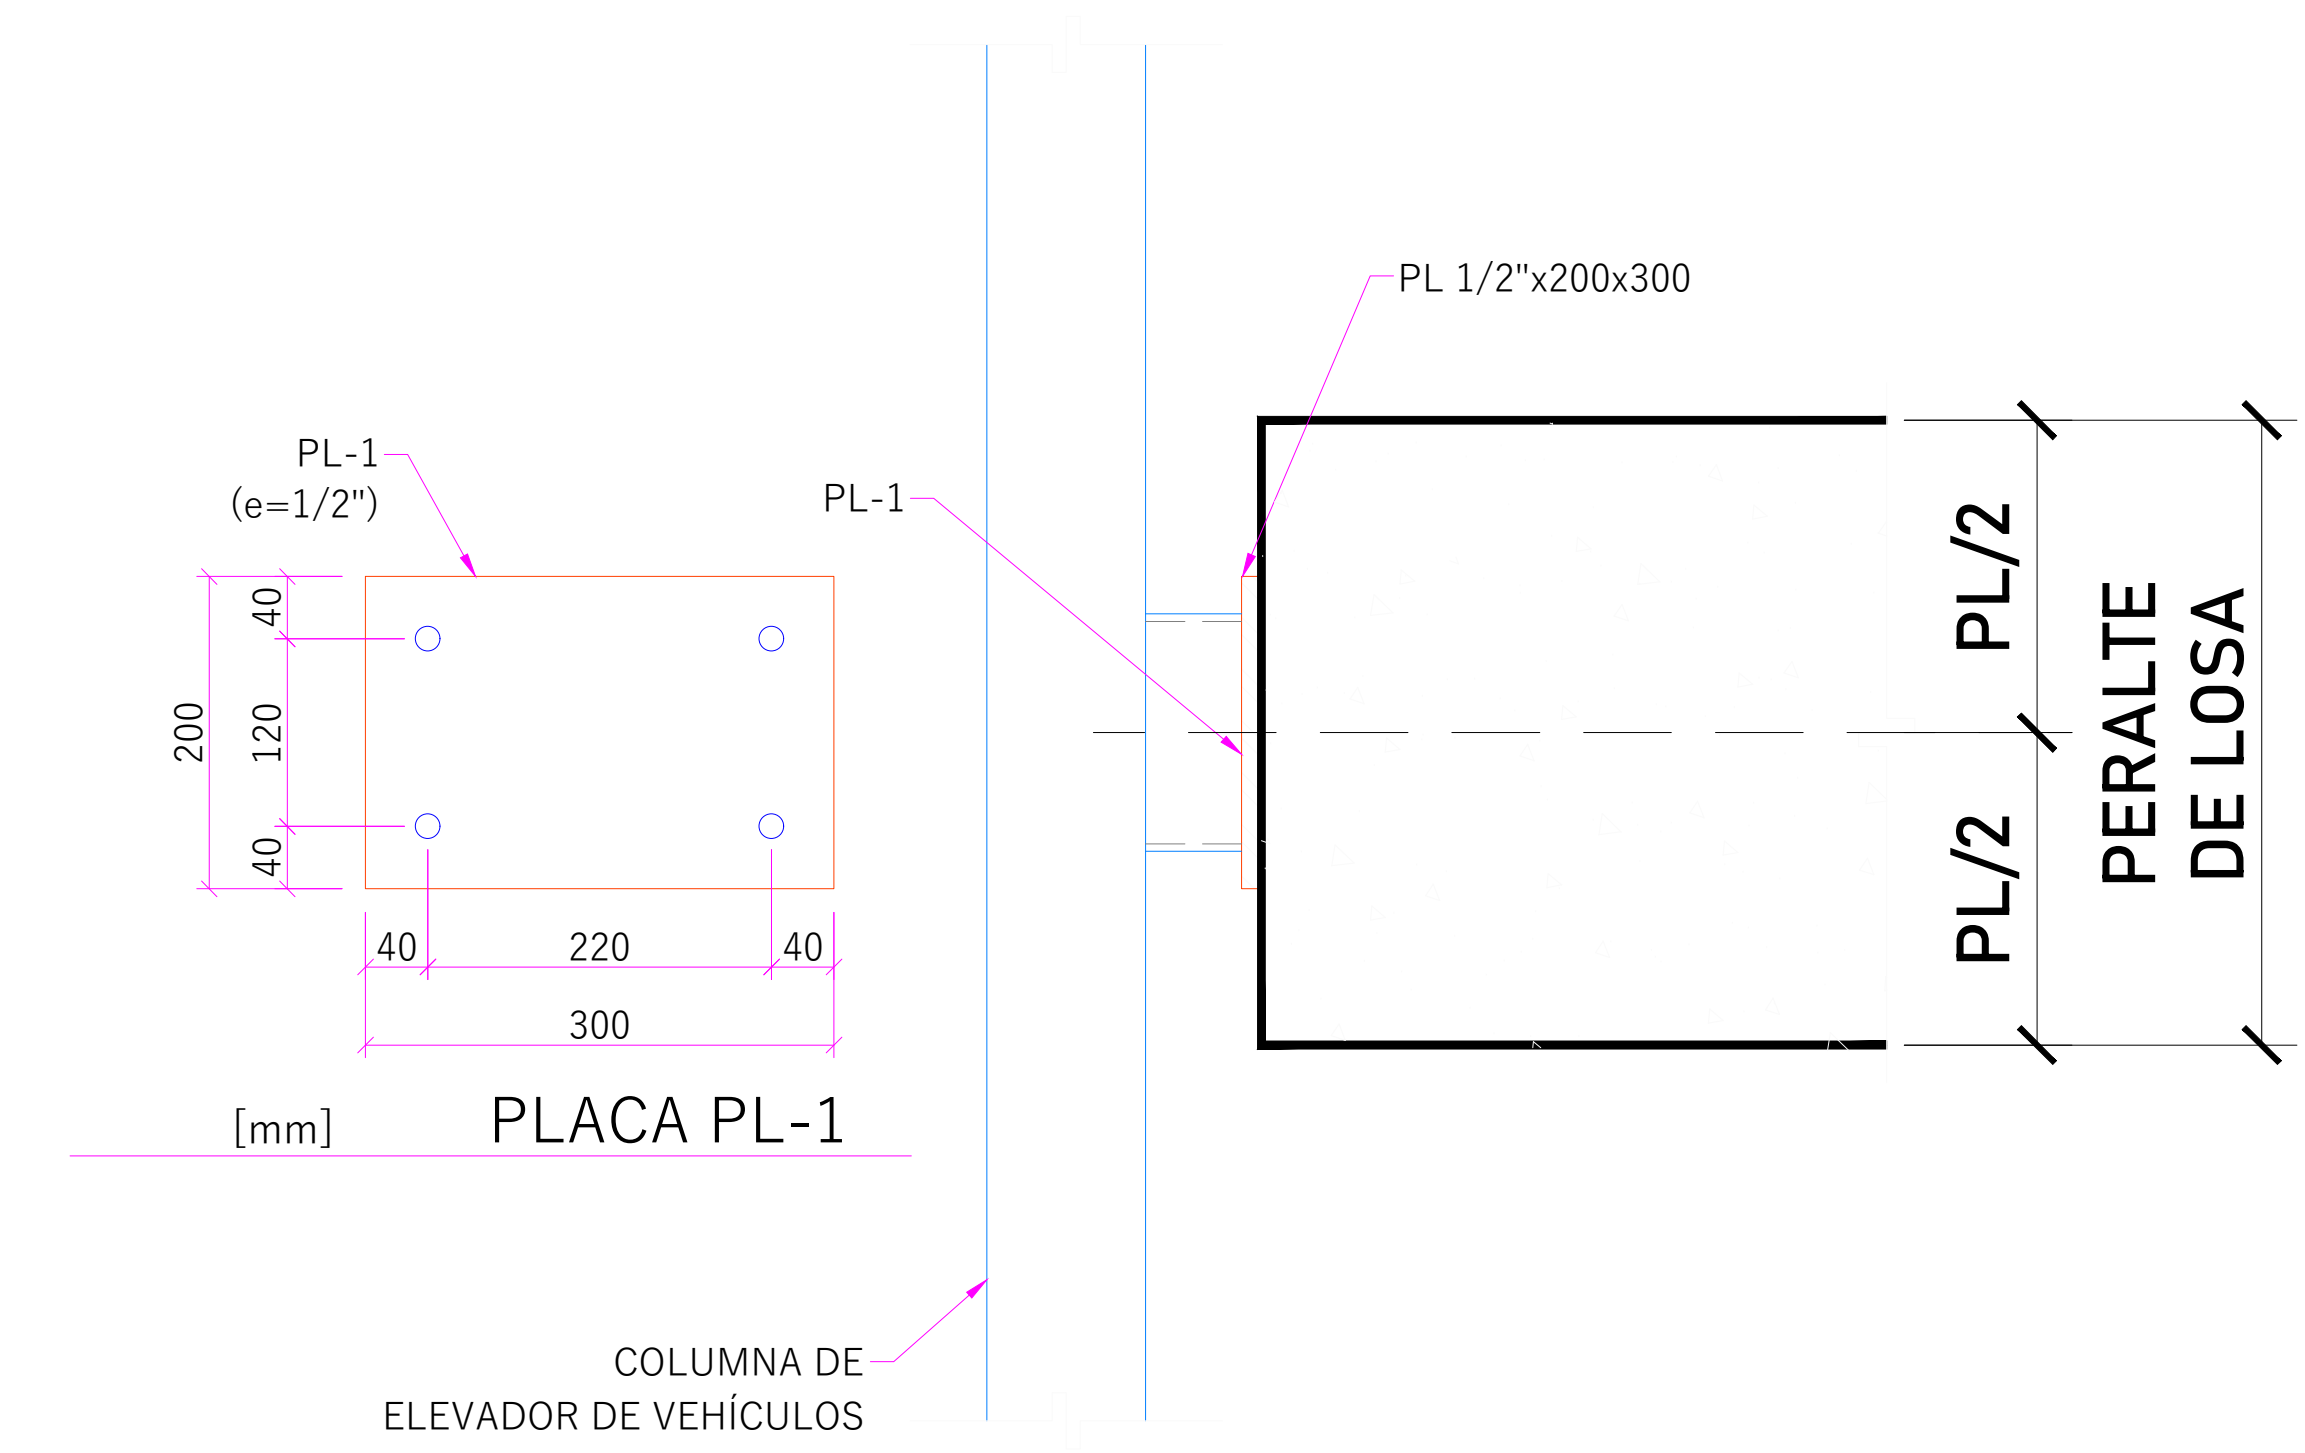 PL 1/2"x200x300
PL-1
(e=1/2")
PL-1
40
120
40
200
40
220
40
300
[mm]
PLACA PL-1
COLUMNA DE
ELEVADOR DE VEHÍCULOS
PL/2
PL/2
PERALTE
DE LOSA